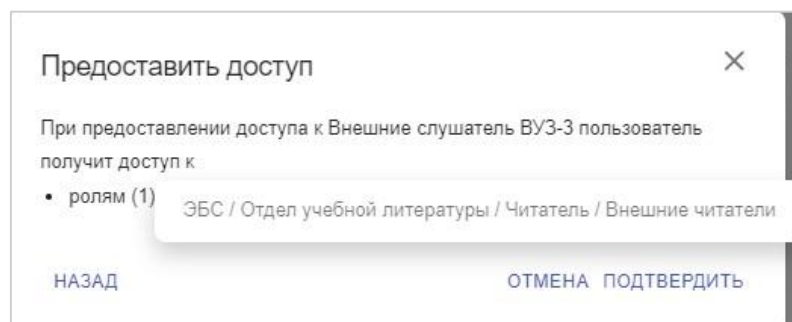 Предоставить доступ
При предоставлении доступа к Внешние слушатель ВУЗ-3 пользователь
получит доступ к
• ролям (1)
ЭБС / Отдел учебной литературы / Читатель / Внешние читатели
НАЗАД ОТМЕНА ПОДТВЕРДИТЬ